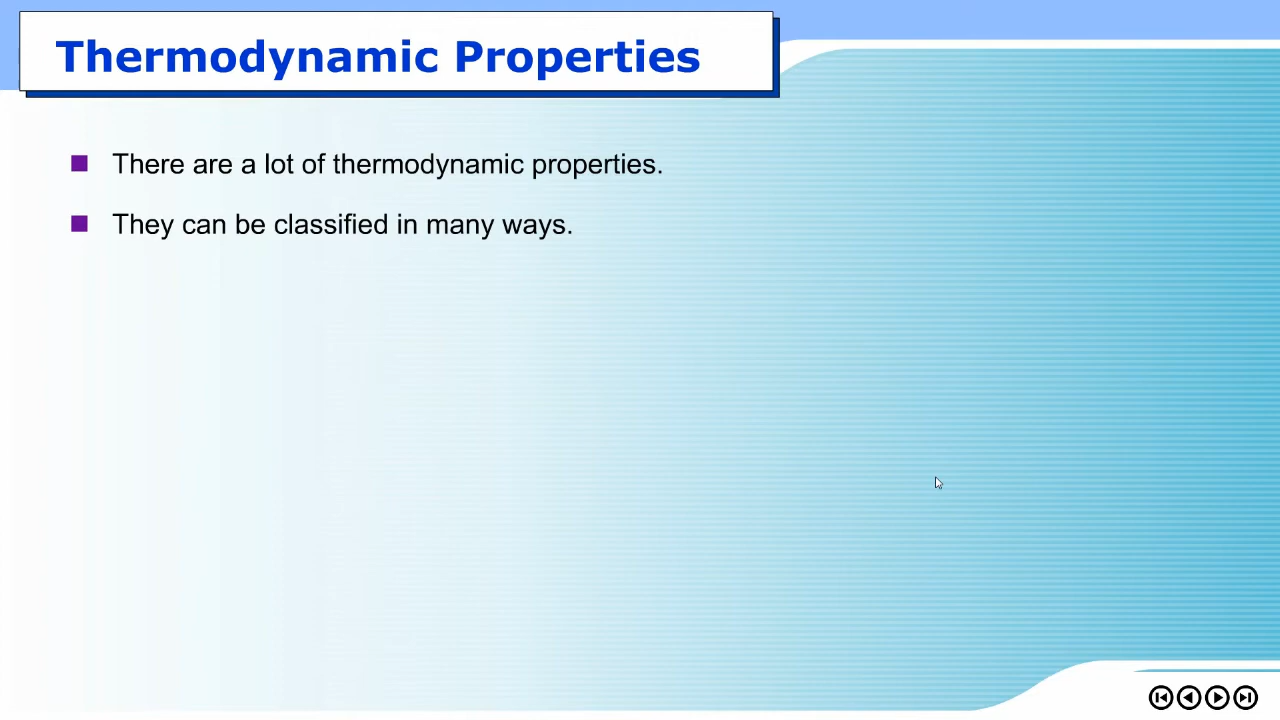 Thermodynamic Properties
There are a lot of thermodynamic properties.
They can be classified in many ways.